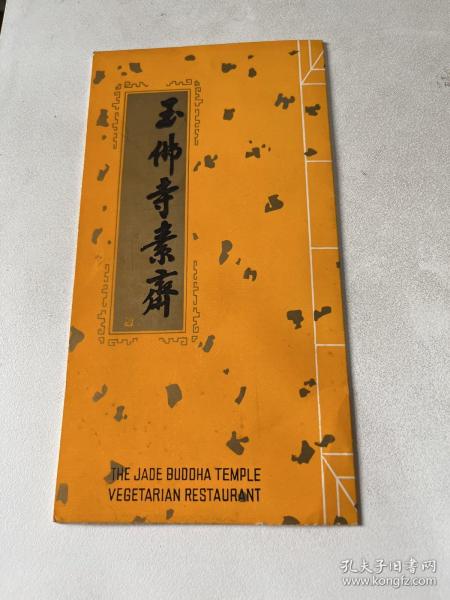 玉佛寺素齋
THE JADE BUDDHA TEMPLE
VEGETARIAN RESTAURANT
孔夫子旧书网
www.kongfz.com